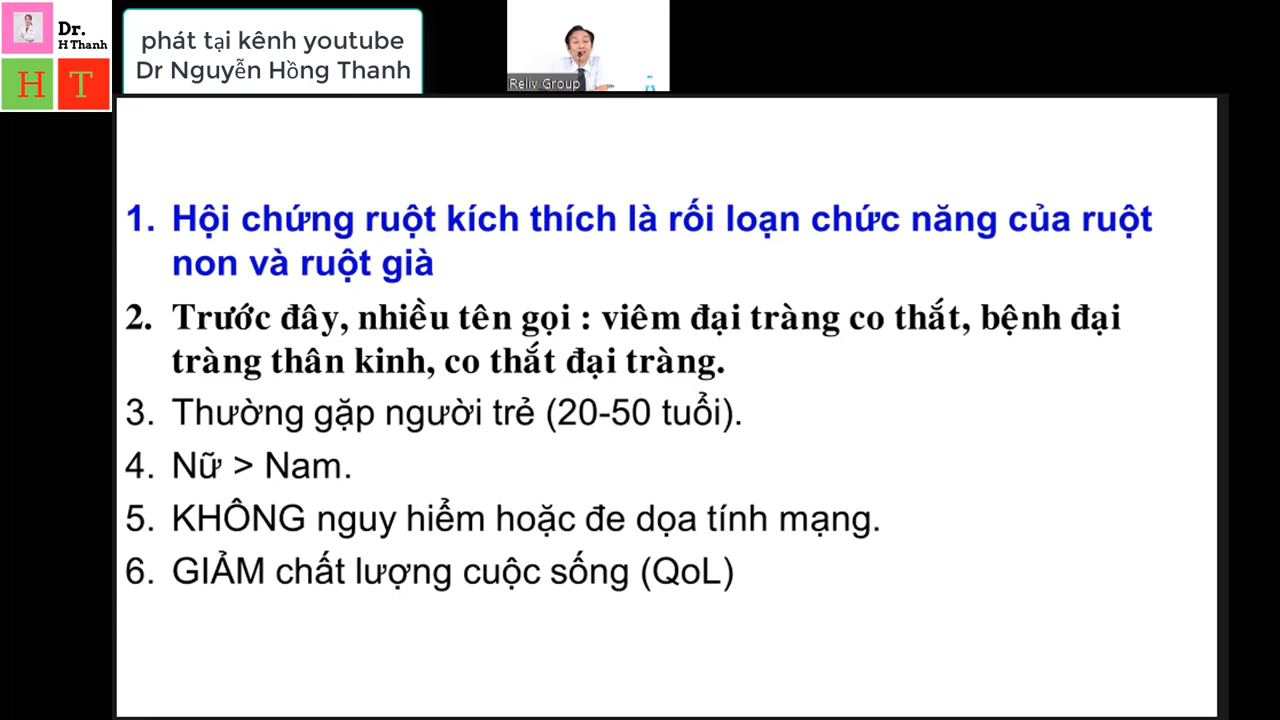 Dr.
H Thanh
H T
phát tại kênh youtube
Dr Nguyễn Hồng Thanh
Reliv Group
1. Hội chứng ruột kích thích là rối loạn chức năng của ruột
non và ruột già
2. Trước đây, nhiều tên gọi : viêm đại tràng co thắt, bệnh đại
tràng thân kinh, co thắt đại tràng.
3. Thường gặp người trẻ (20-50 tuổi).
4. Nữ > Nam.
5. KHÔNG nguy hiểm hoặc đe dọa tính mạng.
6. GIẢM chất lượng cuộc sống (QoL)